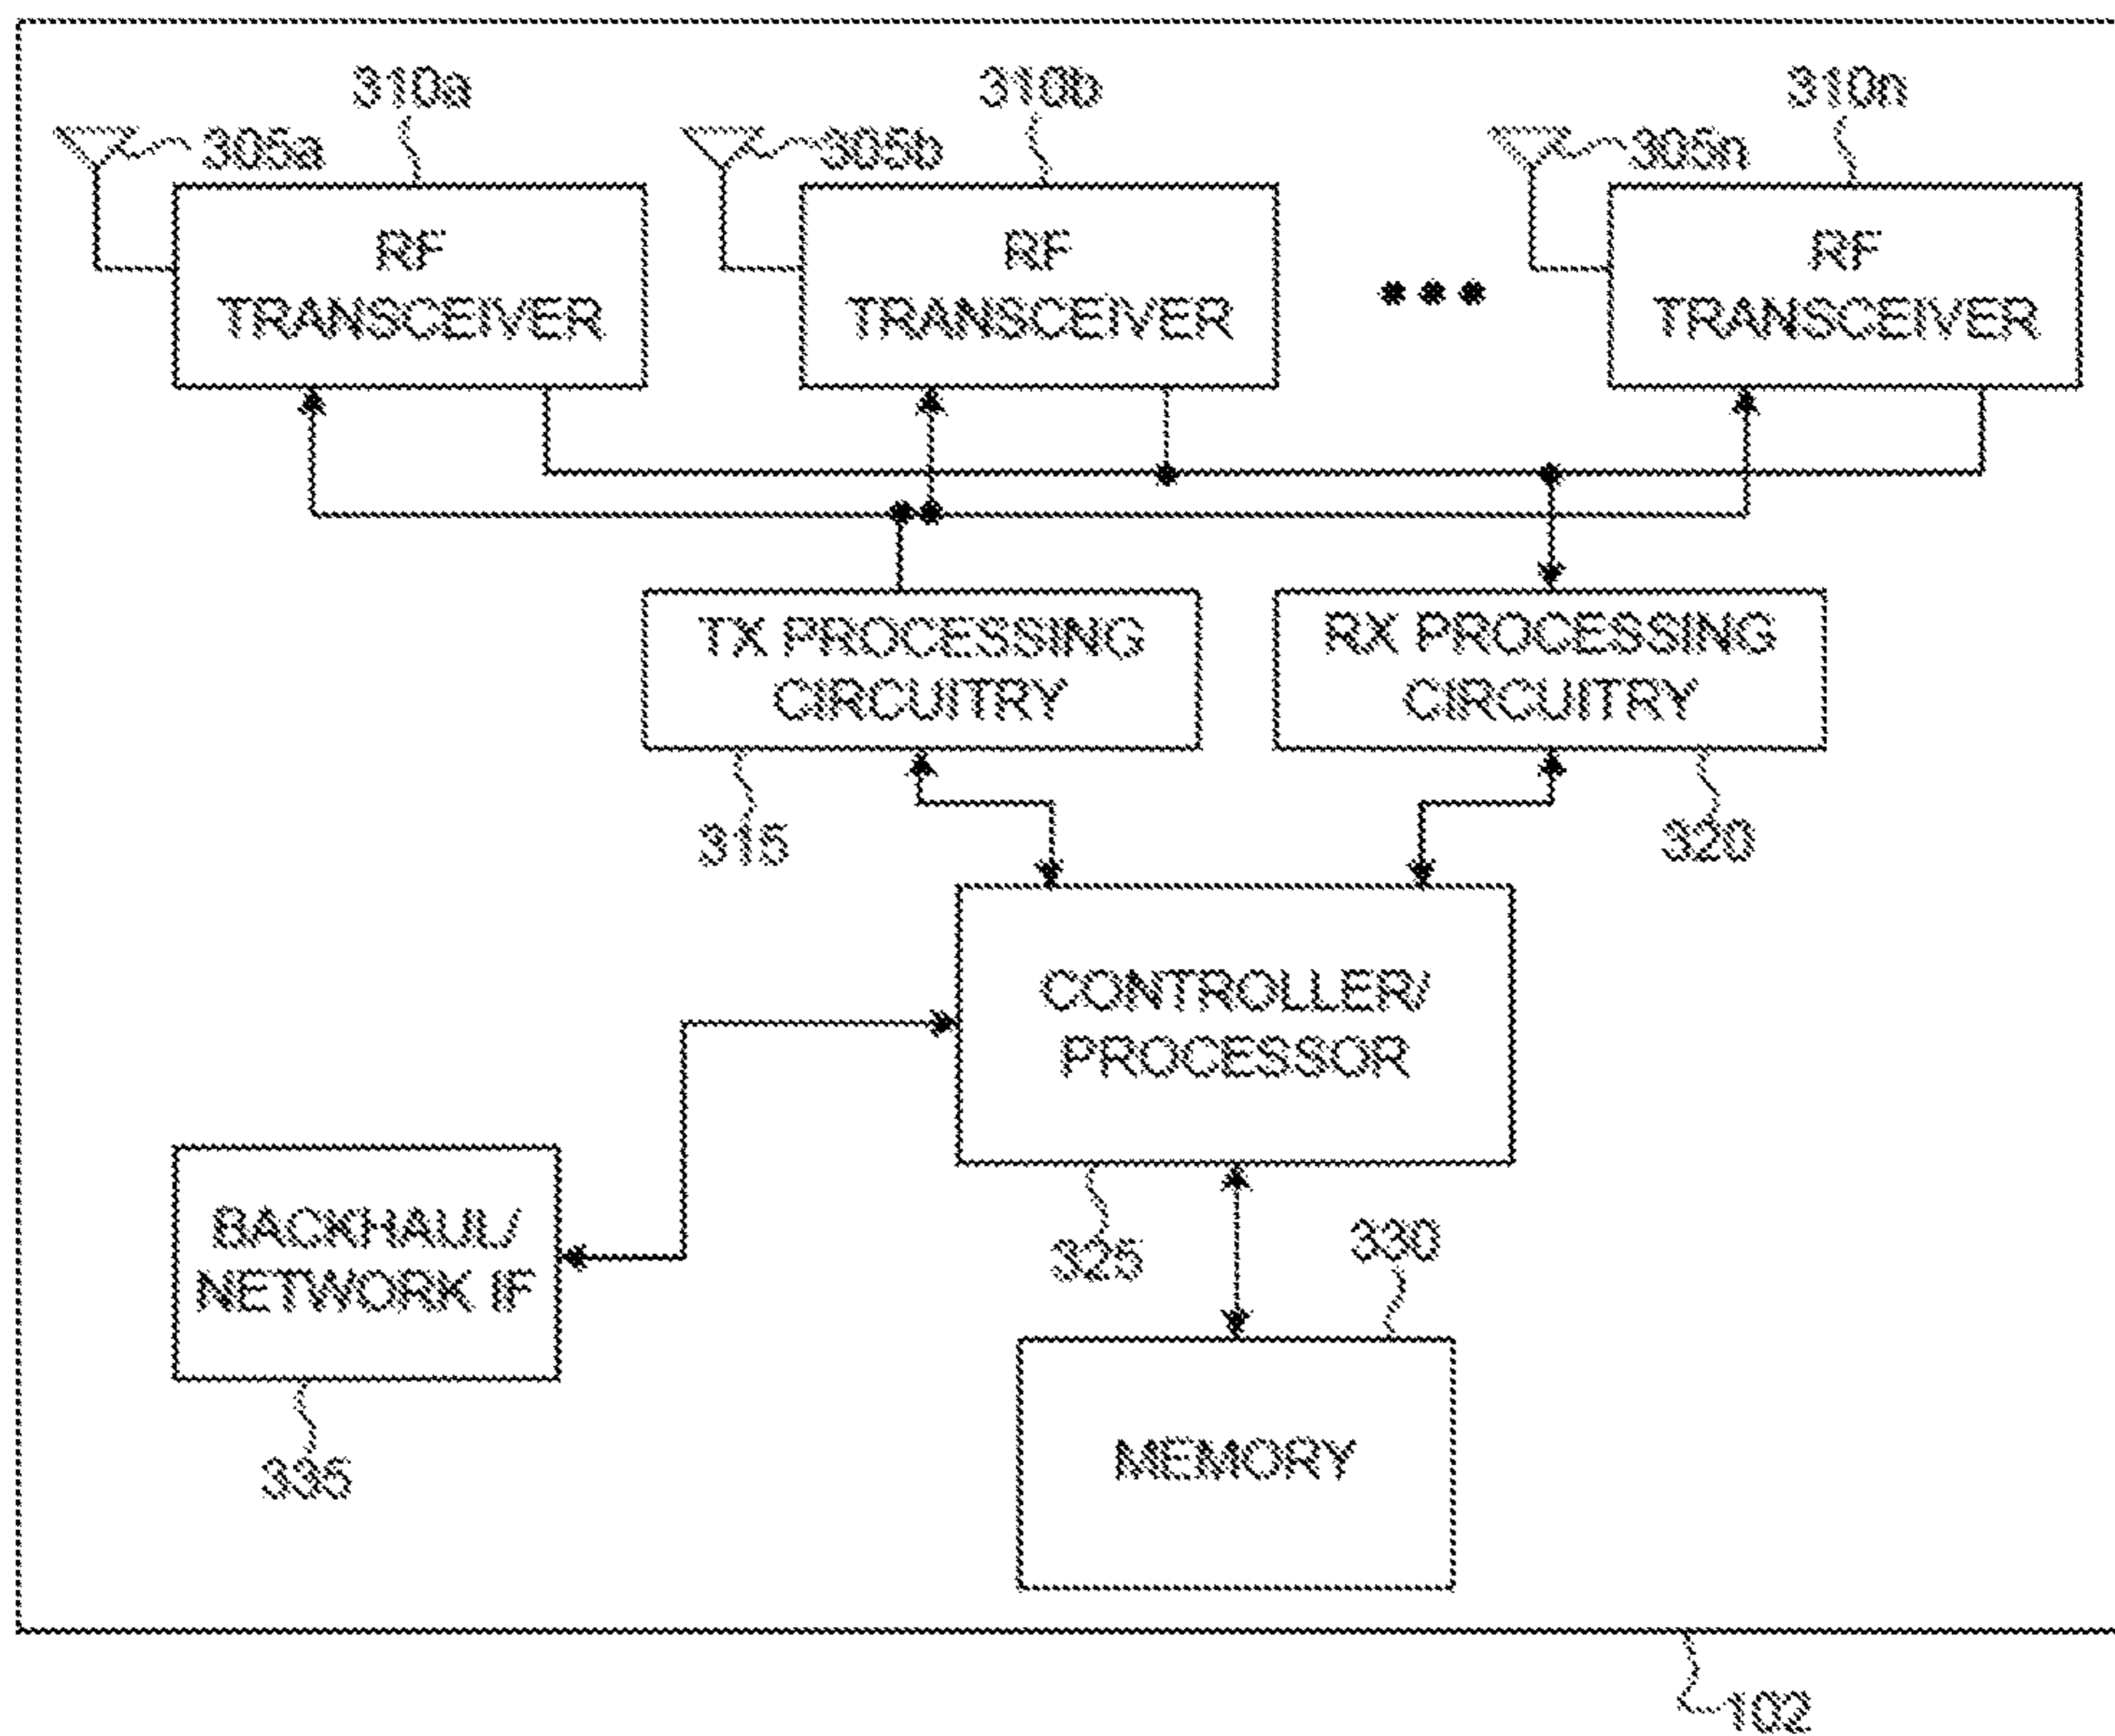 310a
310b
310n
305a
305b
305n
RF
TRANSCEIVER
RF
TRANSCEIVER
RF
TRANSCEIVER
TX PROCESSING
CIRCUITRY
RX PROCESSING
CIRCUITRY
315
320
CONTROLLER/
PROCESSOR
BACKHAUL/
NETWORK IF
325
330
335
MEMORY
102